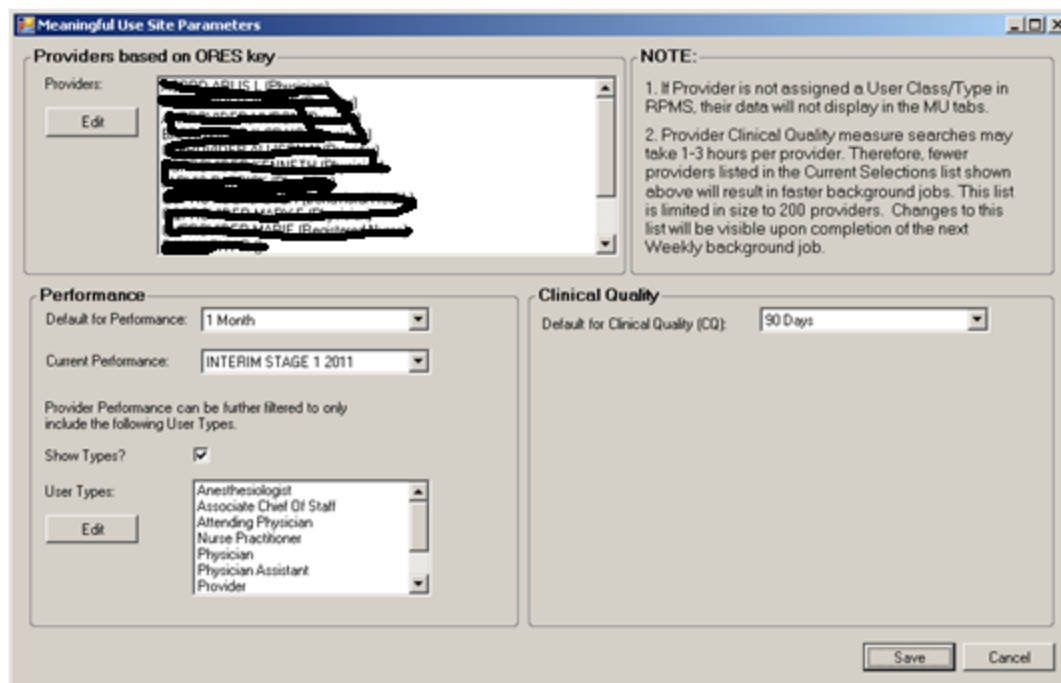 Meaningful Use Site Parameters
Providers based on ORES key
Providers:
Edit
NOTE:
1. If Provider is not assigned a User Class/Type in
RPMS, their data will not display in the MU tabs.
2. Provider Clinical Quality measure searches may
take 1-3 hours per provider. Therefore, fewer
providers listed in the Current Selections list shown
above will result in faster background jobs. This list
is limited in size to 200 providers. Changes to this
list will be visible upon completion of the next
Weekly background job.
Performance
Default for Performance: 1 Month
Current Performance: INTERIM STAGE 1 2011
Provider Performance can be further filtered to only
include the following User Types.
Show Types?
User Types:
Edit
Anesthesiologist
Associate Chief Of Staff
Attending Physician
Nurse Practitioner
Physician
Physician Assistant
Provider
Clinical Quality
Default for Clinical Quality (CQ): 90 Days
Save
Cancel